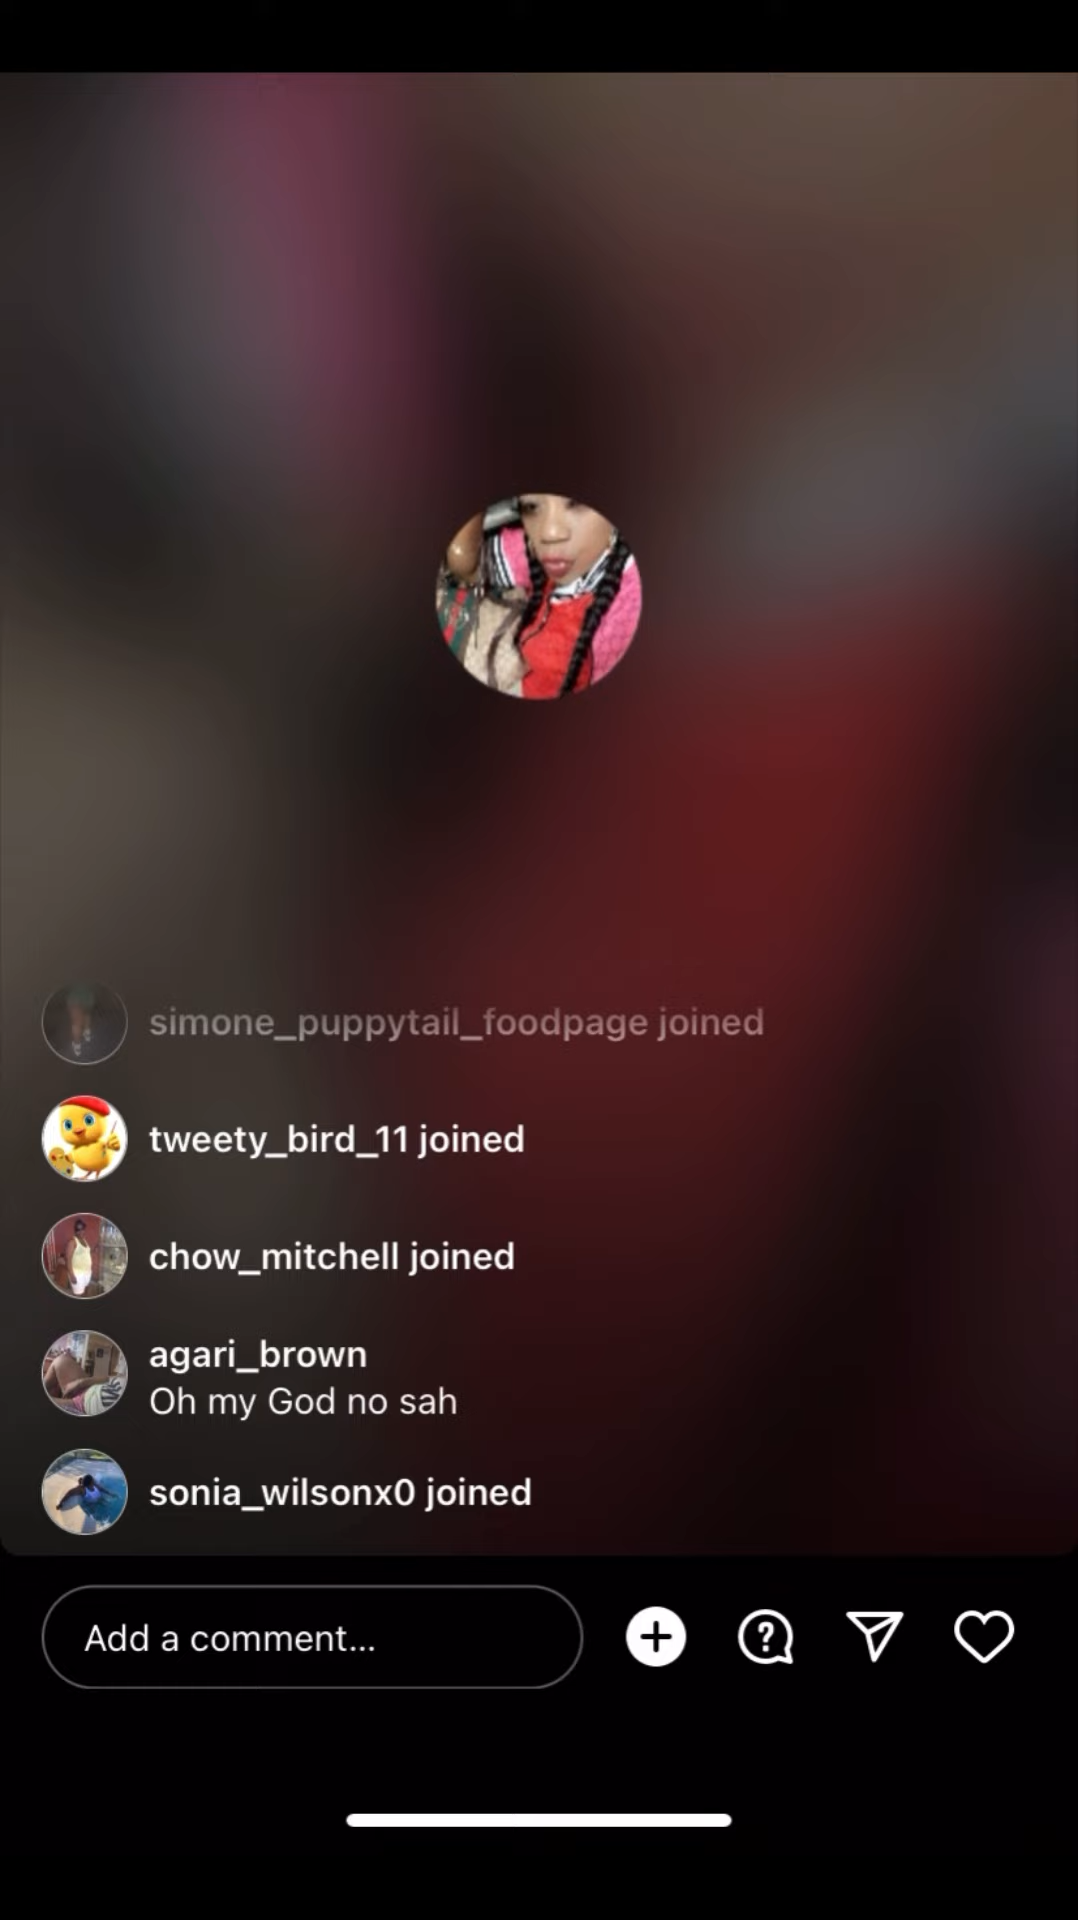 simone_puppytail_foodpage joined
tweety_bird_11 joined
chow_mitchell joined
agari_brown
Oh my God no sah
sonia_wilsonx0 joined
Add a comment...